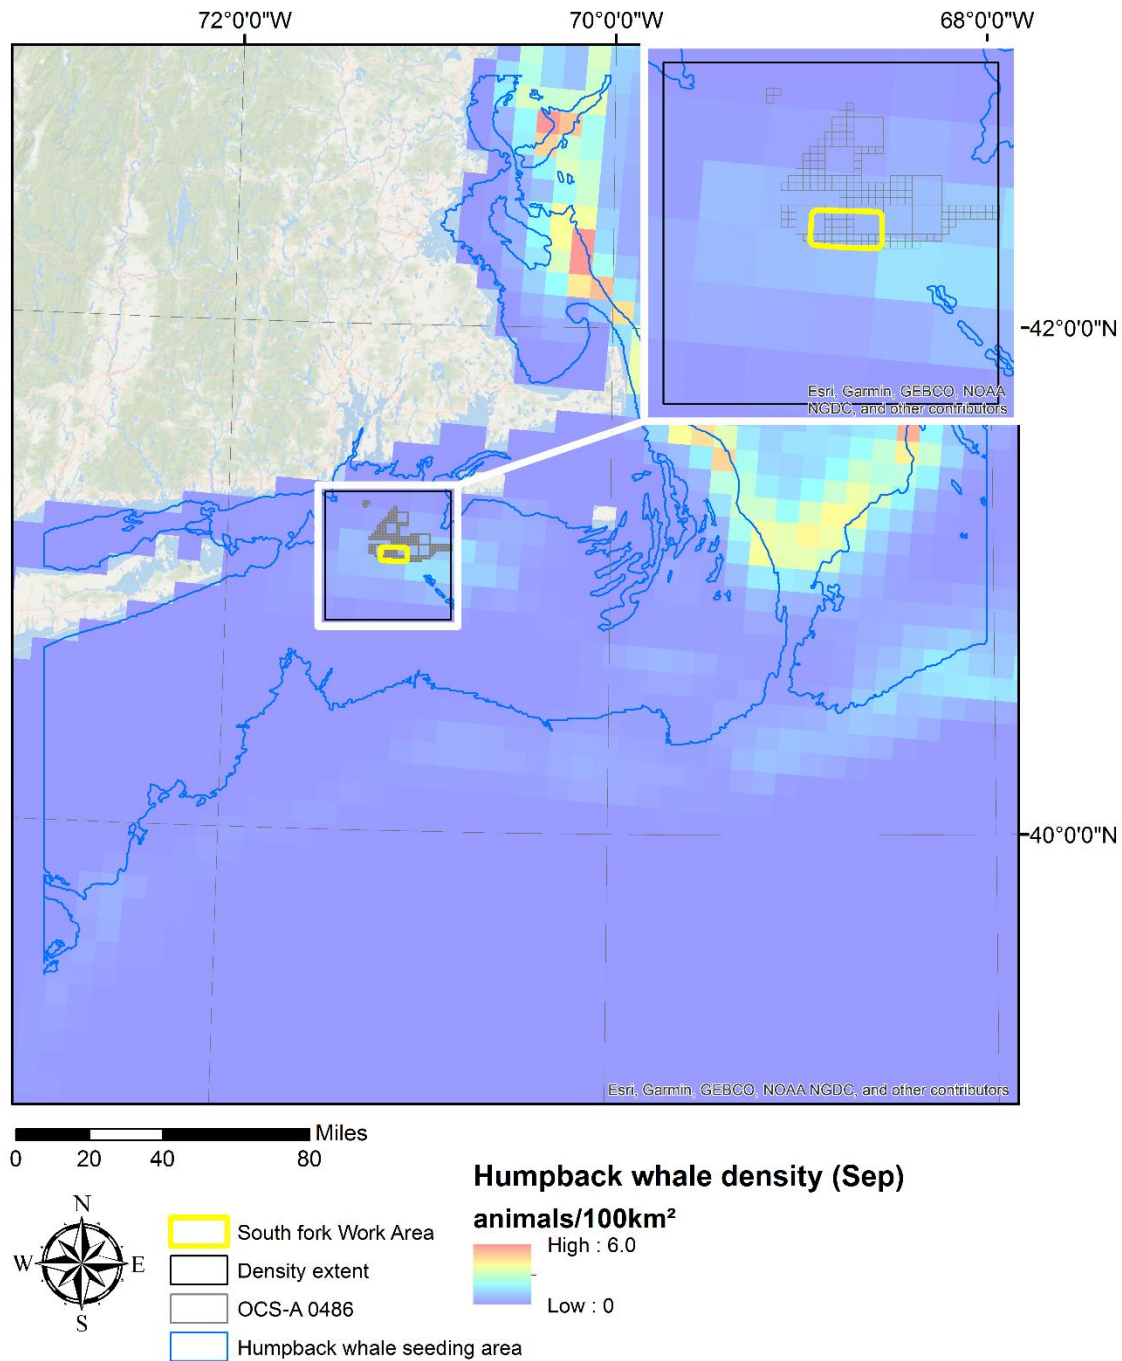 72°0'0"W
70°0'0"W
68°0'0"W
Esri, Garmin, GEBCO, NOAA
NGDC, and other contributors
42°0'0"N
40°0'0"N
Esri, Garmin, GEBCO, NOAA NGDC, and other contributors
Miles
0 20 40 80
N
W E
S
South fork Work Area
Density extent
OCS-A 0486
Humpback whale seeding area
Humpback whale density (Sep)
animals/100km²
High : 6.0
Low : 0